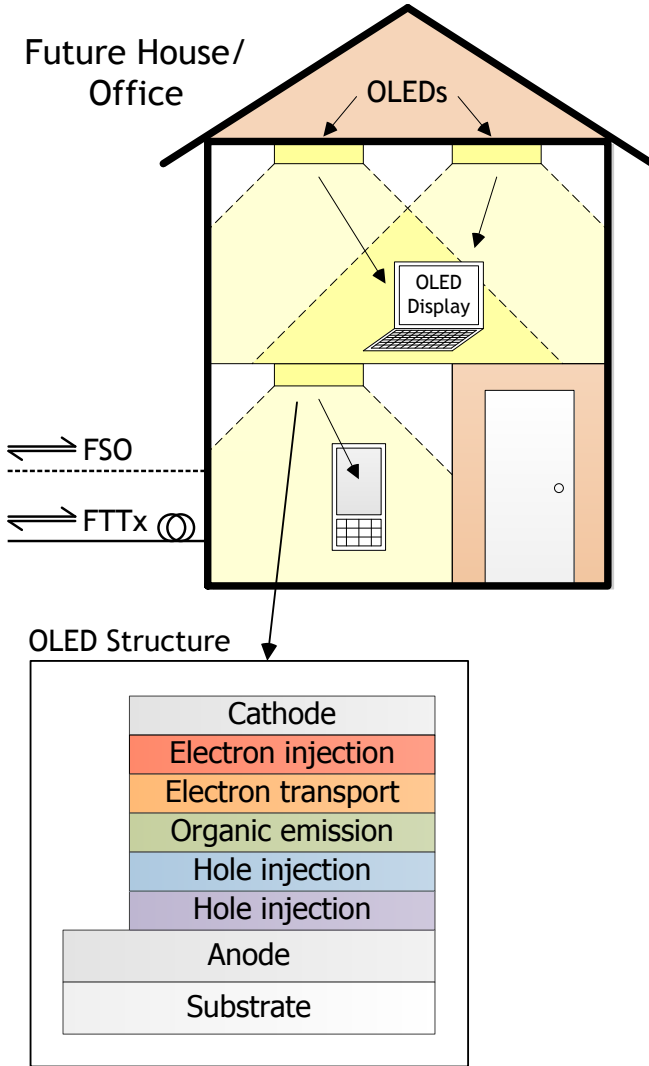 Future House/
Office
OLEDs
OLED
Display
FSO
FTTx
OLED Structure
Cathode
Electron injection
Electron transport
Organic emission
Hole injection
Hole injection
Anode
Substrate